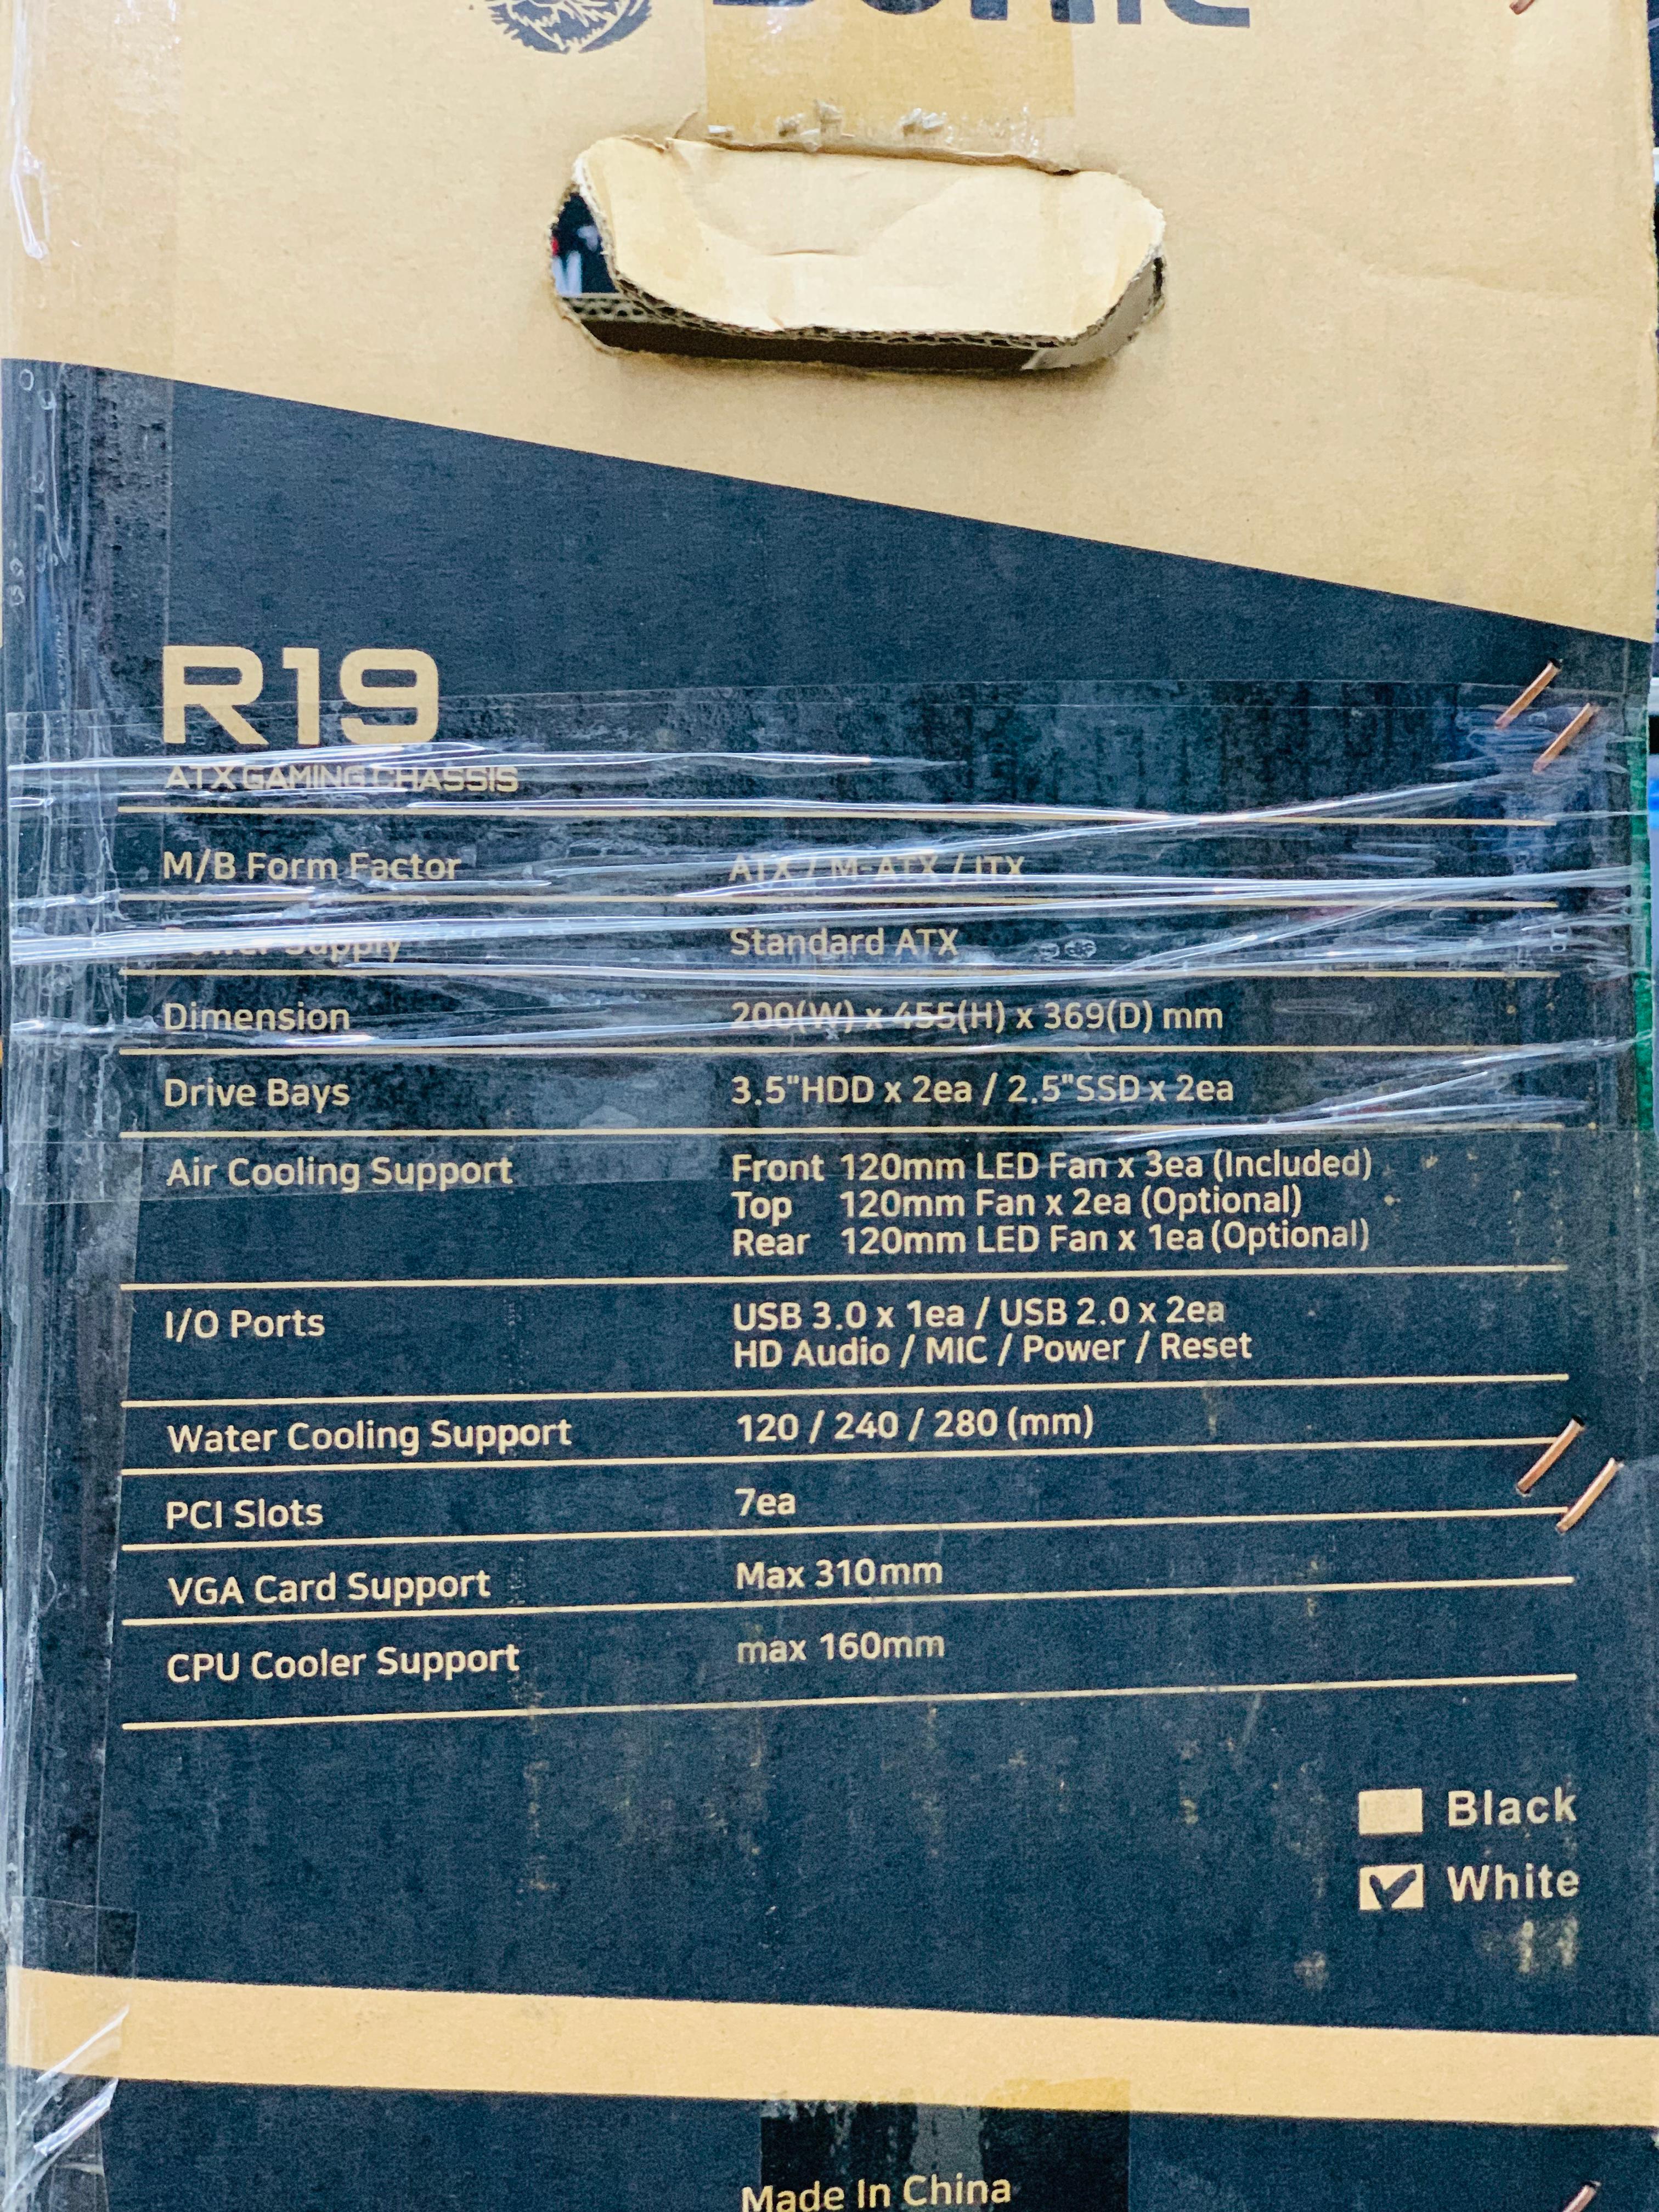 R19
ATX GAMING CHASSIS
M/B Form Factor ATX / M-ATX / ITX
Power Supply Standard ATX
Dimension 200(W) x 455(H) x 369(D) mm
Drive Bays 3.5"HDD x 2ea / 2.5"SSD x 2ea
Air Cooling Support Front 120mm LED Fan x 3ea (Included)
Top 120mm Fan x 2ea (Optional)
Rear 120mm LED Fan x 1ea (Optional)
I/O Ports USB 3.0 x 1ea / USB 2.0 x 2ea
HD Audio / MIC / Power / Reset
Water Cooling Support 120 / 240 / 280 (mm)
PCI Slots 7ea
VGA Card Support Max 310mm
CPU Cooler Support max 160mm
Black
White
Made In China